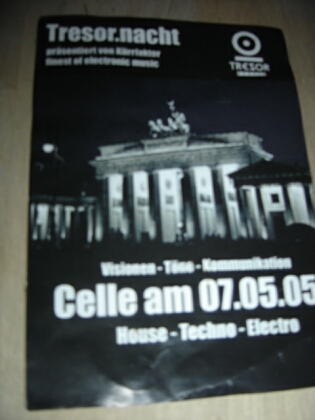 Tresor.nacht
präsentiert von Hörfaktor
finest of electronic music
TRESOR
Visionen - Töne - Kommunikation
Celle am 07.05.05
House - Techno - Electro